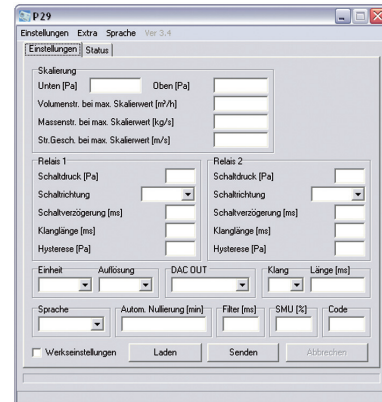 P29
Einstellungen Extra Sprache Ver 3.4
Einstellungen Status
Skalierung
Unten [Pa] Oben [Pa]
Volumenstr. bei max. Skalierwert [m³/h]
Massenstr. bei max. Skalierwert [kg/s]
Str.Gesch. bei max. Skalierwert [m/s]
Relais 1
Schaltdruck [Pa]
Schaltrichtung
Schaltverzögerung [ms]
Klanglänge [ms]
Hysterese [Pa]
Relais 2
Schaltdruck [Pa]
Schaltrichtung
Schaltverzögerung [ms]
Klanglänge [ms]
Hysterese [Pa]
Einheit Auflösung DAC OUT Klang Länge [ms]
Sprache Autom. Nullierung [min] Filter [ms] SMU [%] Code
Werkseinstellungen Laden Senden Abbrechen